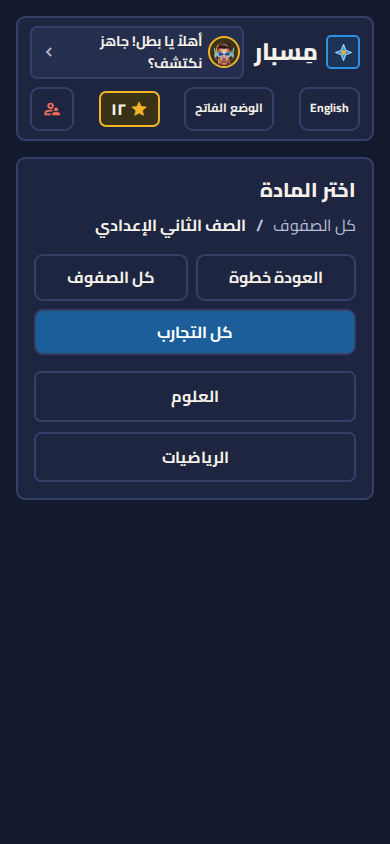 مِسبار
أهلاً يا بطل! جاهز
نكتشف؟
English
الوضع الفاتح
١٢
اختر المادة
كل الصفوف / الصف الثاني الإعدادي
العودة خطوة
كل الصفوف
كل التجارب
العلوم
الرياضيات